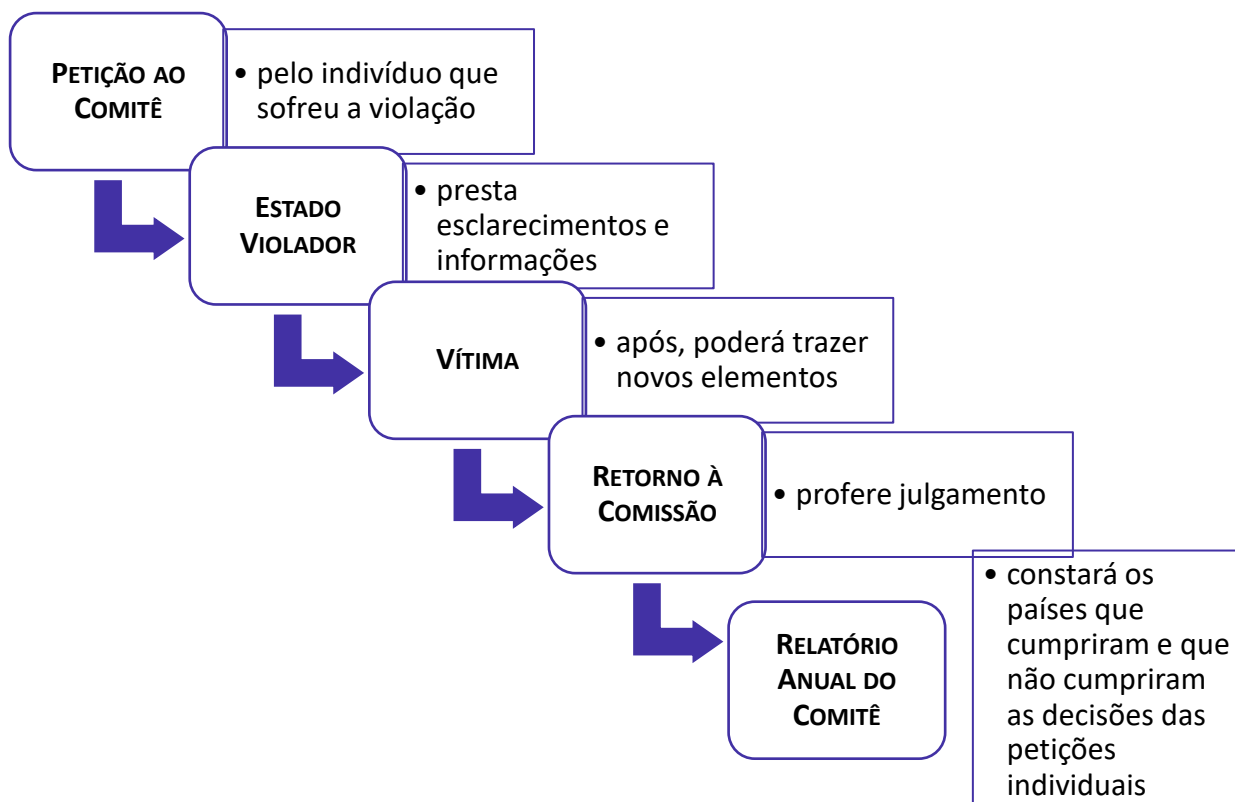 PETIÇÃO AO
COMITÊ
• pelo indivíduo que
sofreu a violação
ESTADO
VIOLADOR
• presta
esclarecimentos e
informações
VÍTIMA
• após, poderá trazer
novos elementos
RETORNO À
COMISSÃO
• profere julgamento
RELATÓRIO
ANUAL DO
COMITÊ
• constará os
países que
cumpriram e que
não cumpriram
as decisões das
petições
individuais